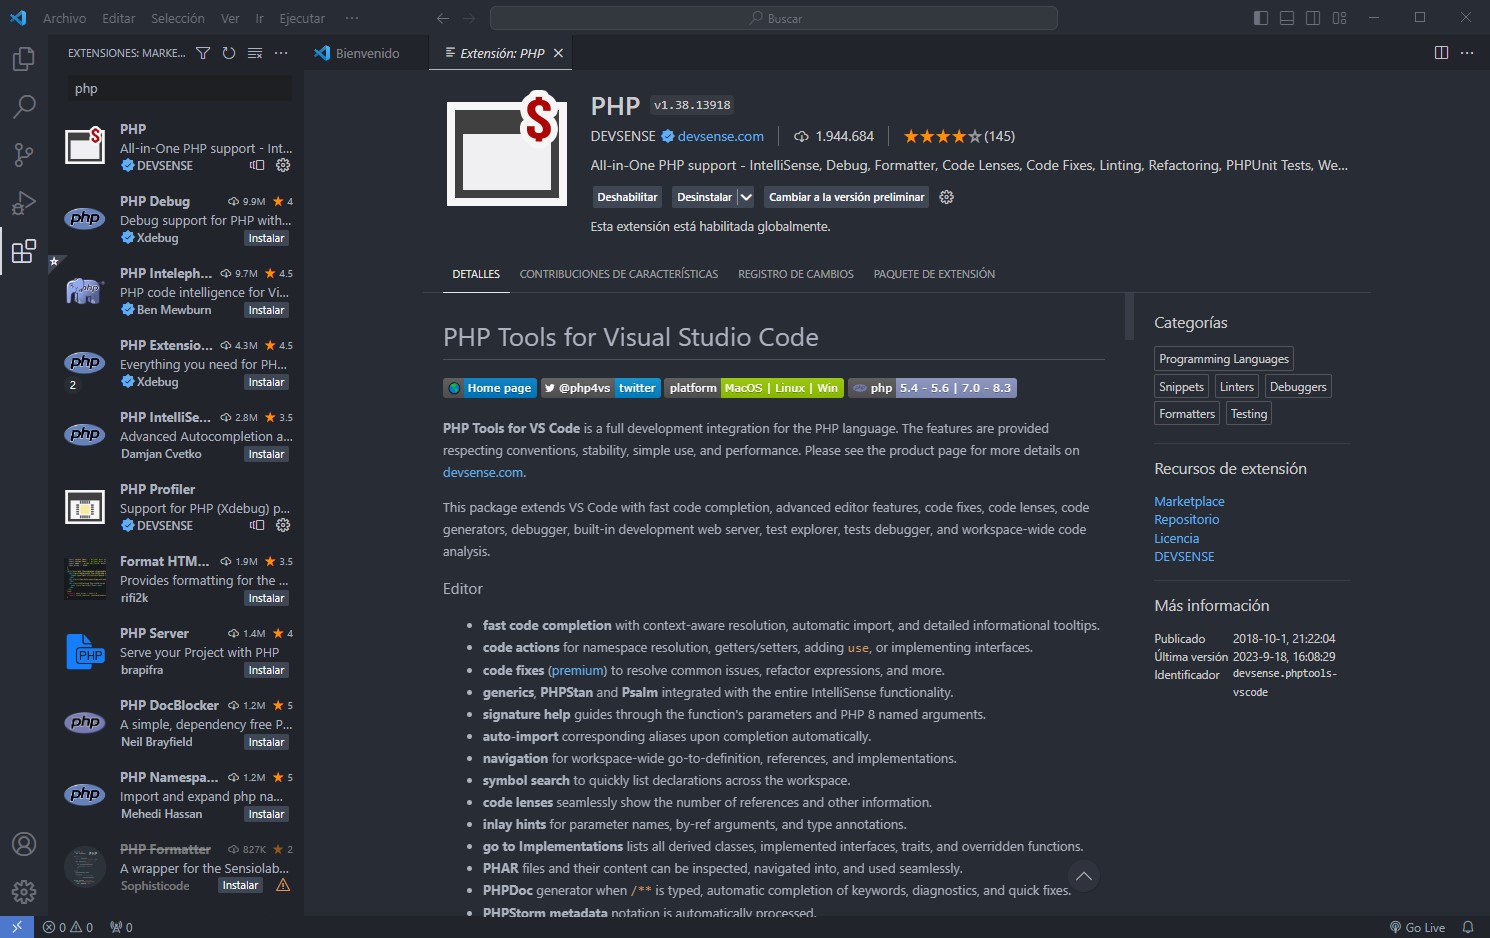 Archivo Editar Selección Ver Ir Ejecutar ··· Buscar
EXTENSIONES: MARKE...
php
PHP
All-in-One PHP support - Int...
DEVSENSE
PHP Debug 9.9M 4
Debug support for PHP with...
Xdebug Instalar
PHP Inteleph... 9.7M 4.5
PHP code intelligence for Vi...
Ben Mewburn Instalar
PHP Extensio... 4.3M 4.5
Everything you need for PH...
Xdebug Instalar
2
PHP IntelliSe... 2.8M 3.5
Advanced Autocompletion a...
Damjan Cvetko Instalar
PHP Profiler
Support for PHP (Xdebug) p...
DEVSENSE
Format HTM... 1.9M 3.5
Provides formatting for the ...
rifi2k Instalar
PHP Server 1.4M 4
Serve your Project with PHP
brapifra Instalar
PHP DocBlocker 1.2M 5
A simple, dependency free P...
Neil Brayfield Instalar
PHP Namespa... 1.2M 5
Import and expand php na...
Mehedi Hassan Instalar
PHP Formatter 827K 2
A wrapper for the Sensiolab...
Sophisticode Instalar
Bienvenido Extensión: PHP
PHP v1.38.13918
DEVSENSE devsense.com 1.944.684 (145)
All-in-One PHP support - IntelliSense, Debug, Formatter, Code Lenses, Code Fixes, Linting, Refactoring, PHPUnit Tests, We...
Deshabilitar Desinstalar Cambiar a la versión preliminar
Esta extensión está habilitada globalmente.
DETALLES CONTRIBUCIONES DE CARACTERÍSTICAS REGISTRO DE CAMBIOS PAQUETE DE EXTENSIÓN
PHP Tools for Visual Studio Code
Home page @php4vs twitter platform MacOS | Linux | Win php 5.4 - 5.6 | 7.0 - 8.3
PHP Tools for VS Code is a full development integration for the PHP language. The features are provided
respecting conventions, stability, simple use, and performance. Please see the product page for more details on
devsense.com.
This package extends VS Code with fast code completion, advanced editor features, code fixes, code lenses, code
generators, debugger, built-in development web server, test explorer, tests debugger, and workspace-wide code
analysis.
Editor
• fast code completion with context-aware resolution, automatic import, and detailed informational tooltips.
• code actions for namespace resolution, getters/setters, adding use, or implementing interfaces.
• code fixes (premium) to resolve common issues, refactor expressions, and more.
• generics, PHPStan and Psalm integrated with the entire IntelliSense functionality.
• signature help guides through the function's parameters and PHP 8 named arguments.
• auto-import corresponding aliases upon completion automatically.
• navigation for workspace-wide go-to-definition, references, and implementations.
• symbol search to quickly list declarations across the workspace.
• code lenses seamlessly show the number of references and other information.
• inlay hints for parameter names, by-ref arguments, and type annotations.
• go to Implementations lists all derived classes, implemented interfaces, traits, and overridden functions.
• PHAR files and their content can be inspected, navigated into, and used seamlessly.
• PHPDoc generator when /** is typed, automatic completion of keywords, diagnostics, and quick fixes.
• PHPStorm metadata notation is automatically processed.
Categorías
Programming Languages
Snippets Linters Debuggers
Formatters Testing
Recursos de extensión
Marketplace
Repositorio
Licencia
DEVSENSE
Más información
Publicado 2018-10-1, 21:22:04
Última versión 2023-9-18, 16:08:29
Identificador devsense.phptools-
vscode
0 0 0 Go Live